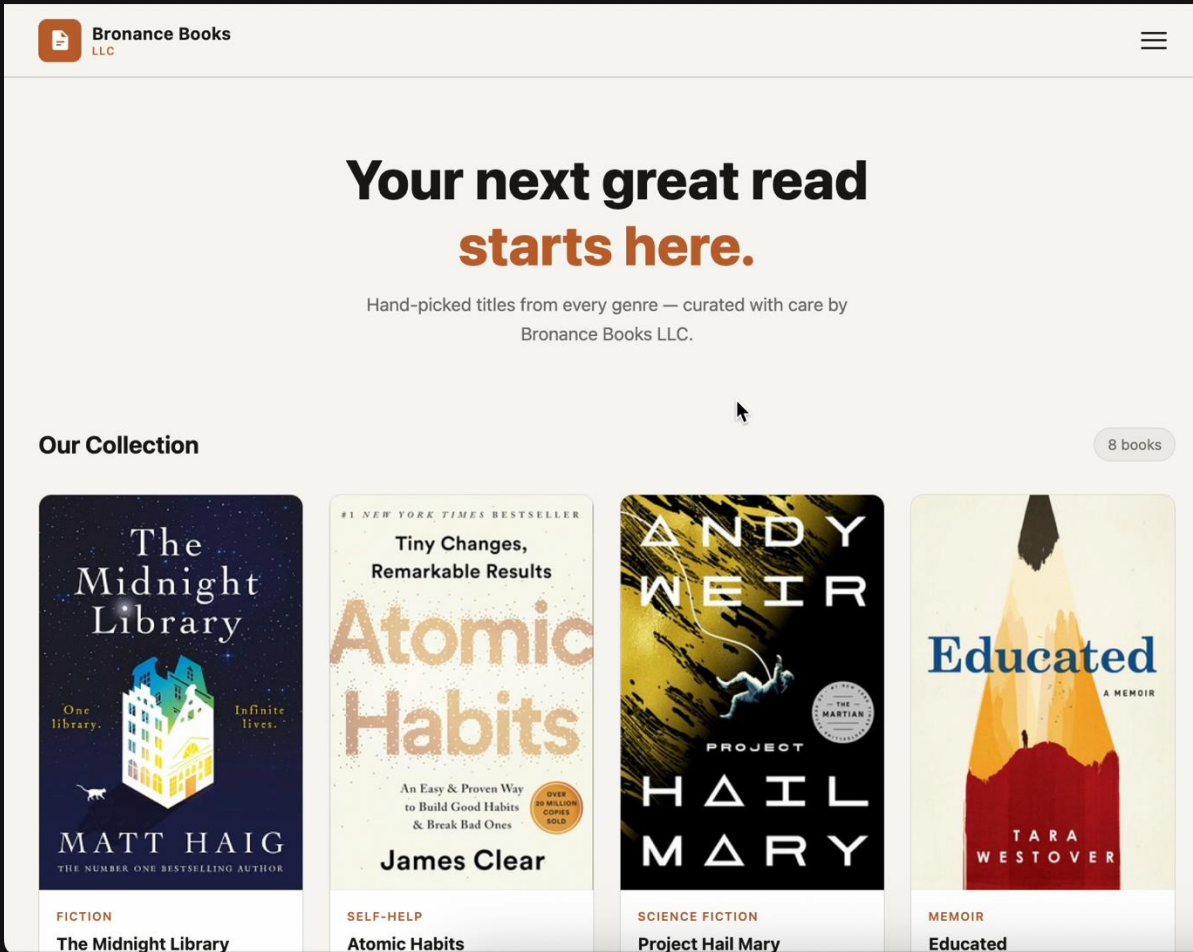 Bronance Books
LLC
Your next great read
starts here.
Hand-picked titles from every genre — curated with care by
Bronance Books LLC.
Our Collection
8 books
The
Midnight
Library
One
library.
Infinite
lives.
MATT HAIG
THE NUMBER ONE BESTSELLING AUTHOR
#1 NEW YORK TIMES BESTSELLER
Tiny Changes,
Remarkable Results
Atomic
Habits
An Easy & Proven Way
to Build Good Habits
& Break Bad Ones
OVER
20 MILLION
COPIES
SOLD
James Clear
ANDY
WEIR
THE
MARTIAN
PROJECT
HAIL
MARY
Educated
A MEMOIR
TARA
WESTOVER
FICTION
The Midnight Library
SELF-HELP
Atomic Habits
SCIENCE FICTION
Project Hail Mary
MEMOIR
Educated